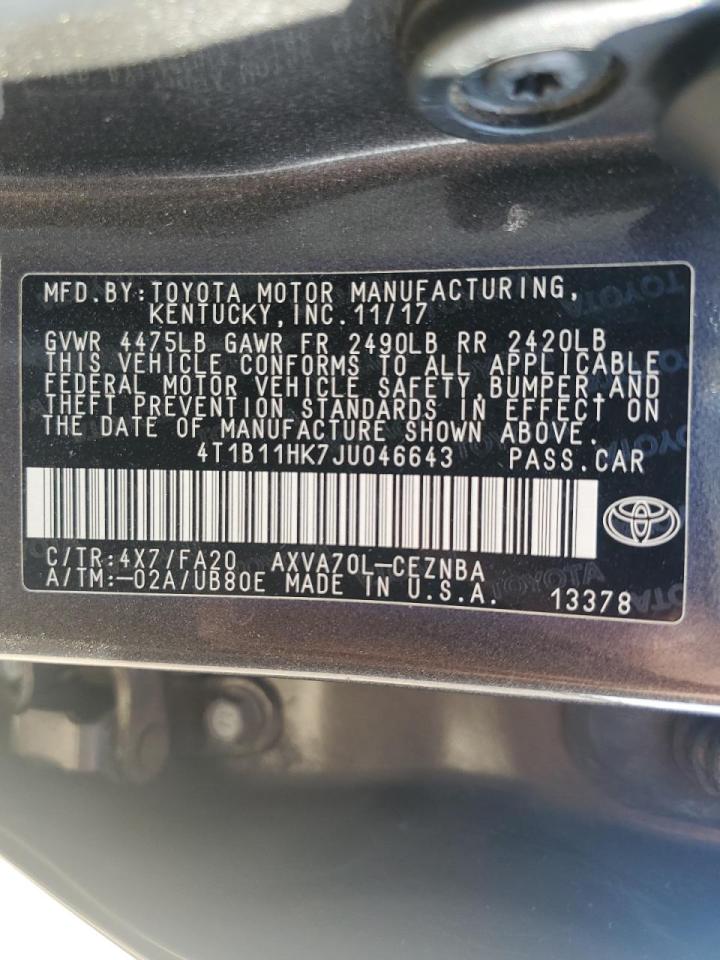 MFD.BY:TOYOTA MOTOR MANUFACTURING,
KENTUCKY,INC.11/17
GVWR 4475LB GAWR FR 2490LB RR 2420LB
THIS VEHICLE CONFORMS TO ALL APPLICABLE
FEDERAL MOTOR VEHICLE SAFETY,BUMPER,AND
THEFT PREVENTION STANDARDS IN EFFECT ON
THE DATE OF MANUFACTURE SHOWN ABOVE.
4T1B11HK7JU046643 PASS.CAR
C/TR:4X7/FA20 AXVA70L-CEZNBA
A/TM:-02A/UB80E MADE IN U.S.A. 13378